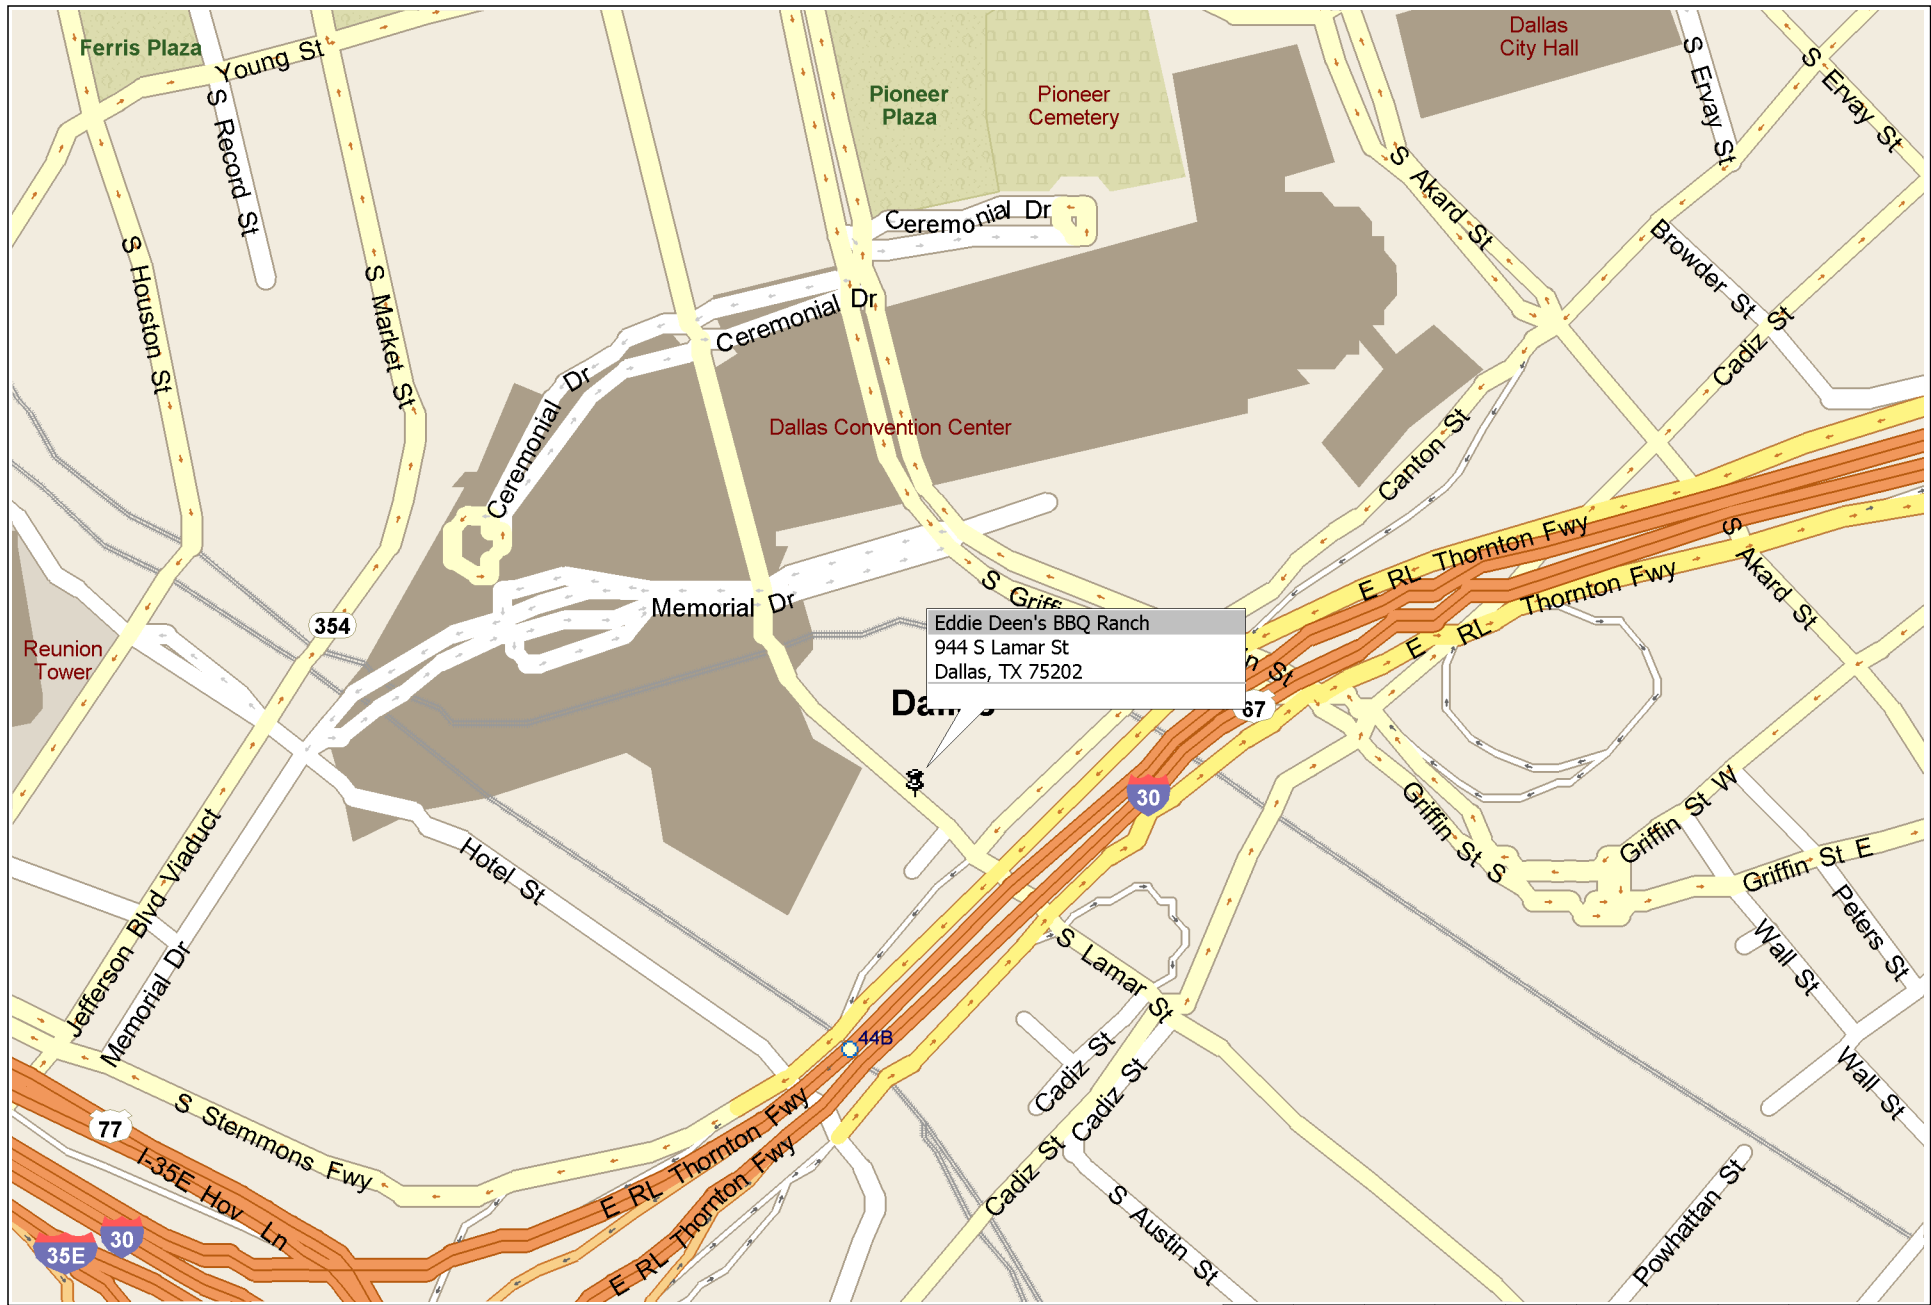 Ferris Plaza
Young St
S Record St
S Houston St
S Market St
Pioneer
Plaza
Pioneer
Cemetery
Dallas
City Hall
S Ervay St
S Ervay St
S Akard St
Browder St
Cadiz St
Ceremonial Dr
Ceremonial Dr
Ceremonial Dr
Dallas Convention Center
Canton St
E RL Thornton Fwy
E RL Thornton Fwy
S Akard St
Memorial Dr
354
Reunion
Tower
S Griffin St
Eddie Deen's BBQ Ranch
944 S Lamar St
Dallas, TX 75202
67
30
Griffin St W
Griffin St S
Griffin St E
Peters St
Wall St
Wall St
Hotel St
Jefferson Blvd Viaduct
Memorial Dr
S Lamar St
44B
Cadiz St
Cadiz St
Cadiz St
S Stemmons Fwy
77
I-35E Hov Ln
30
35E
E RL Thornton Fwy
E RL Thornton Fwy
S Austin St
Powhattan St